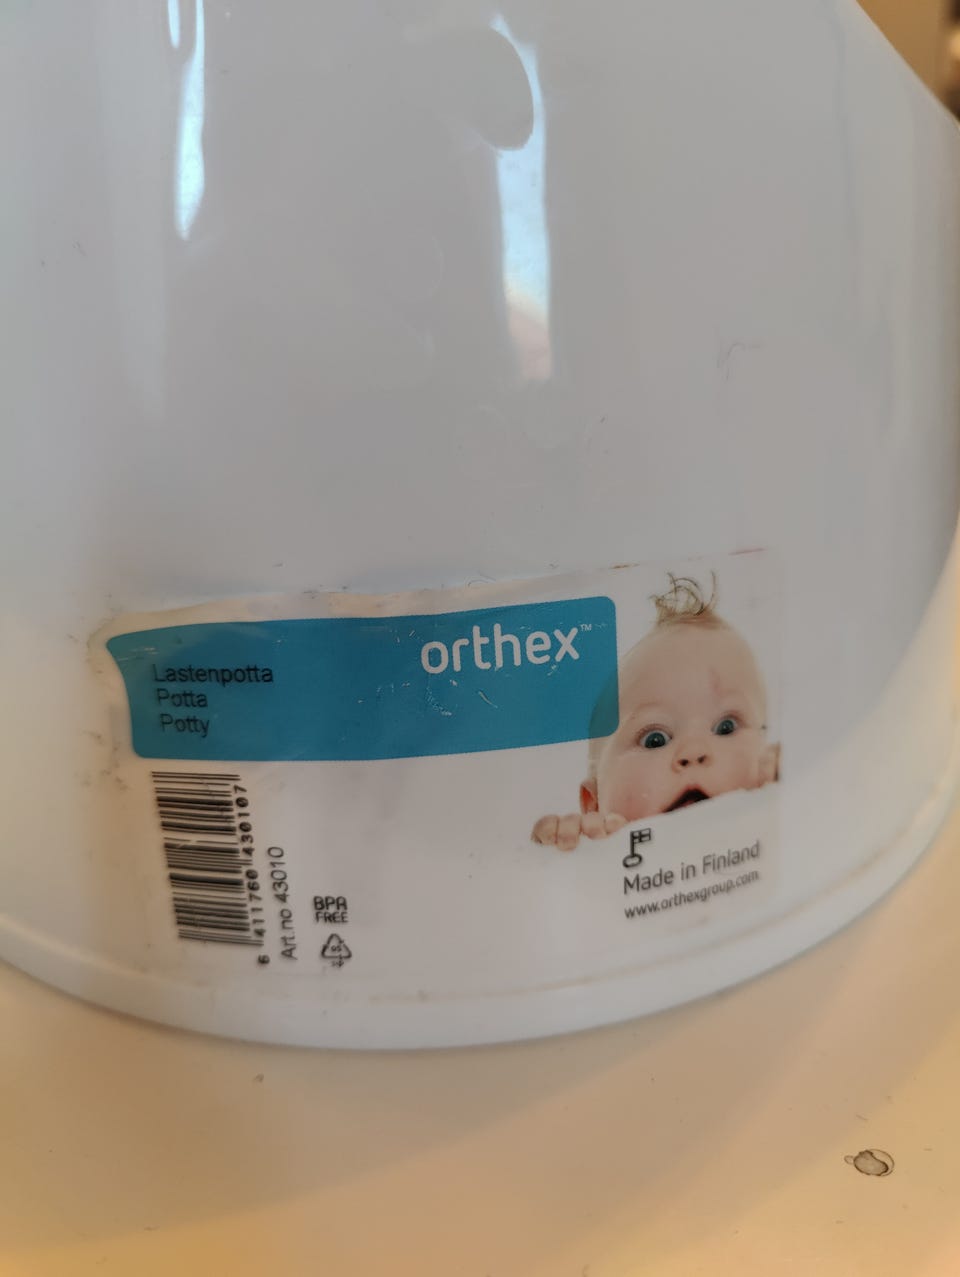 orthex™
Lastenpotta
Potta
Potty
6 411760 430107
Art.no 43010
BPA
FREE
Made in Finland
www.orthexgroup.com